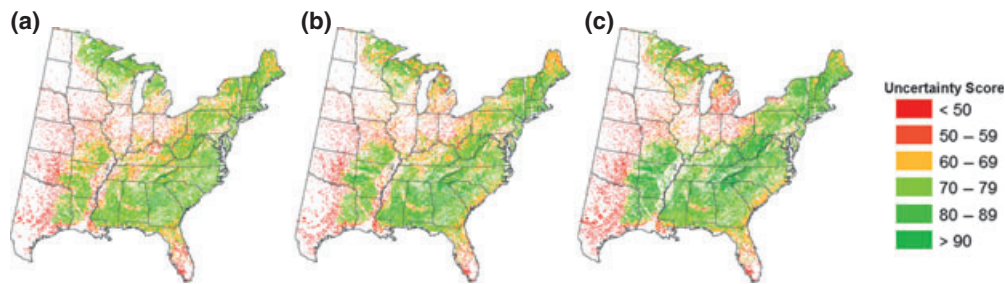 (a)
(b)
(c)
Uncertainty Score
< 50
50 – 59
60 – 69
70 – 79
80 – 89
> 90